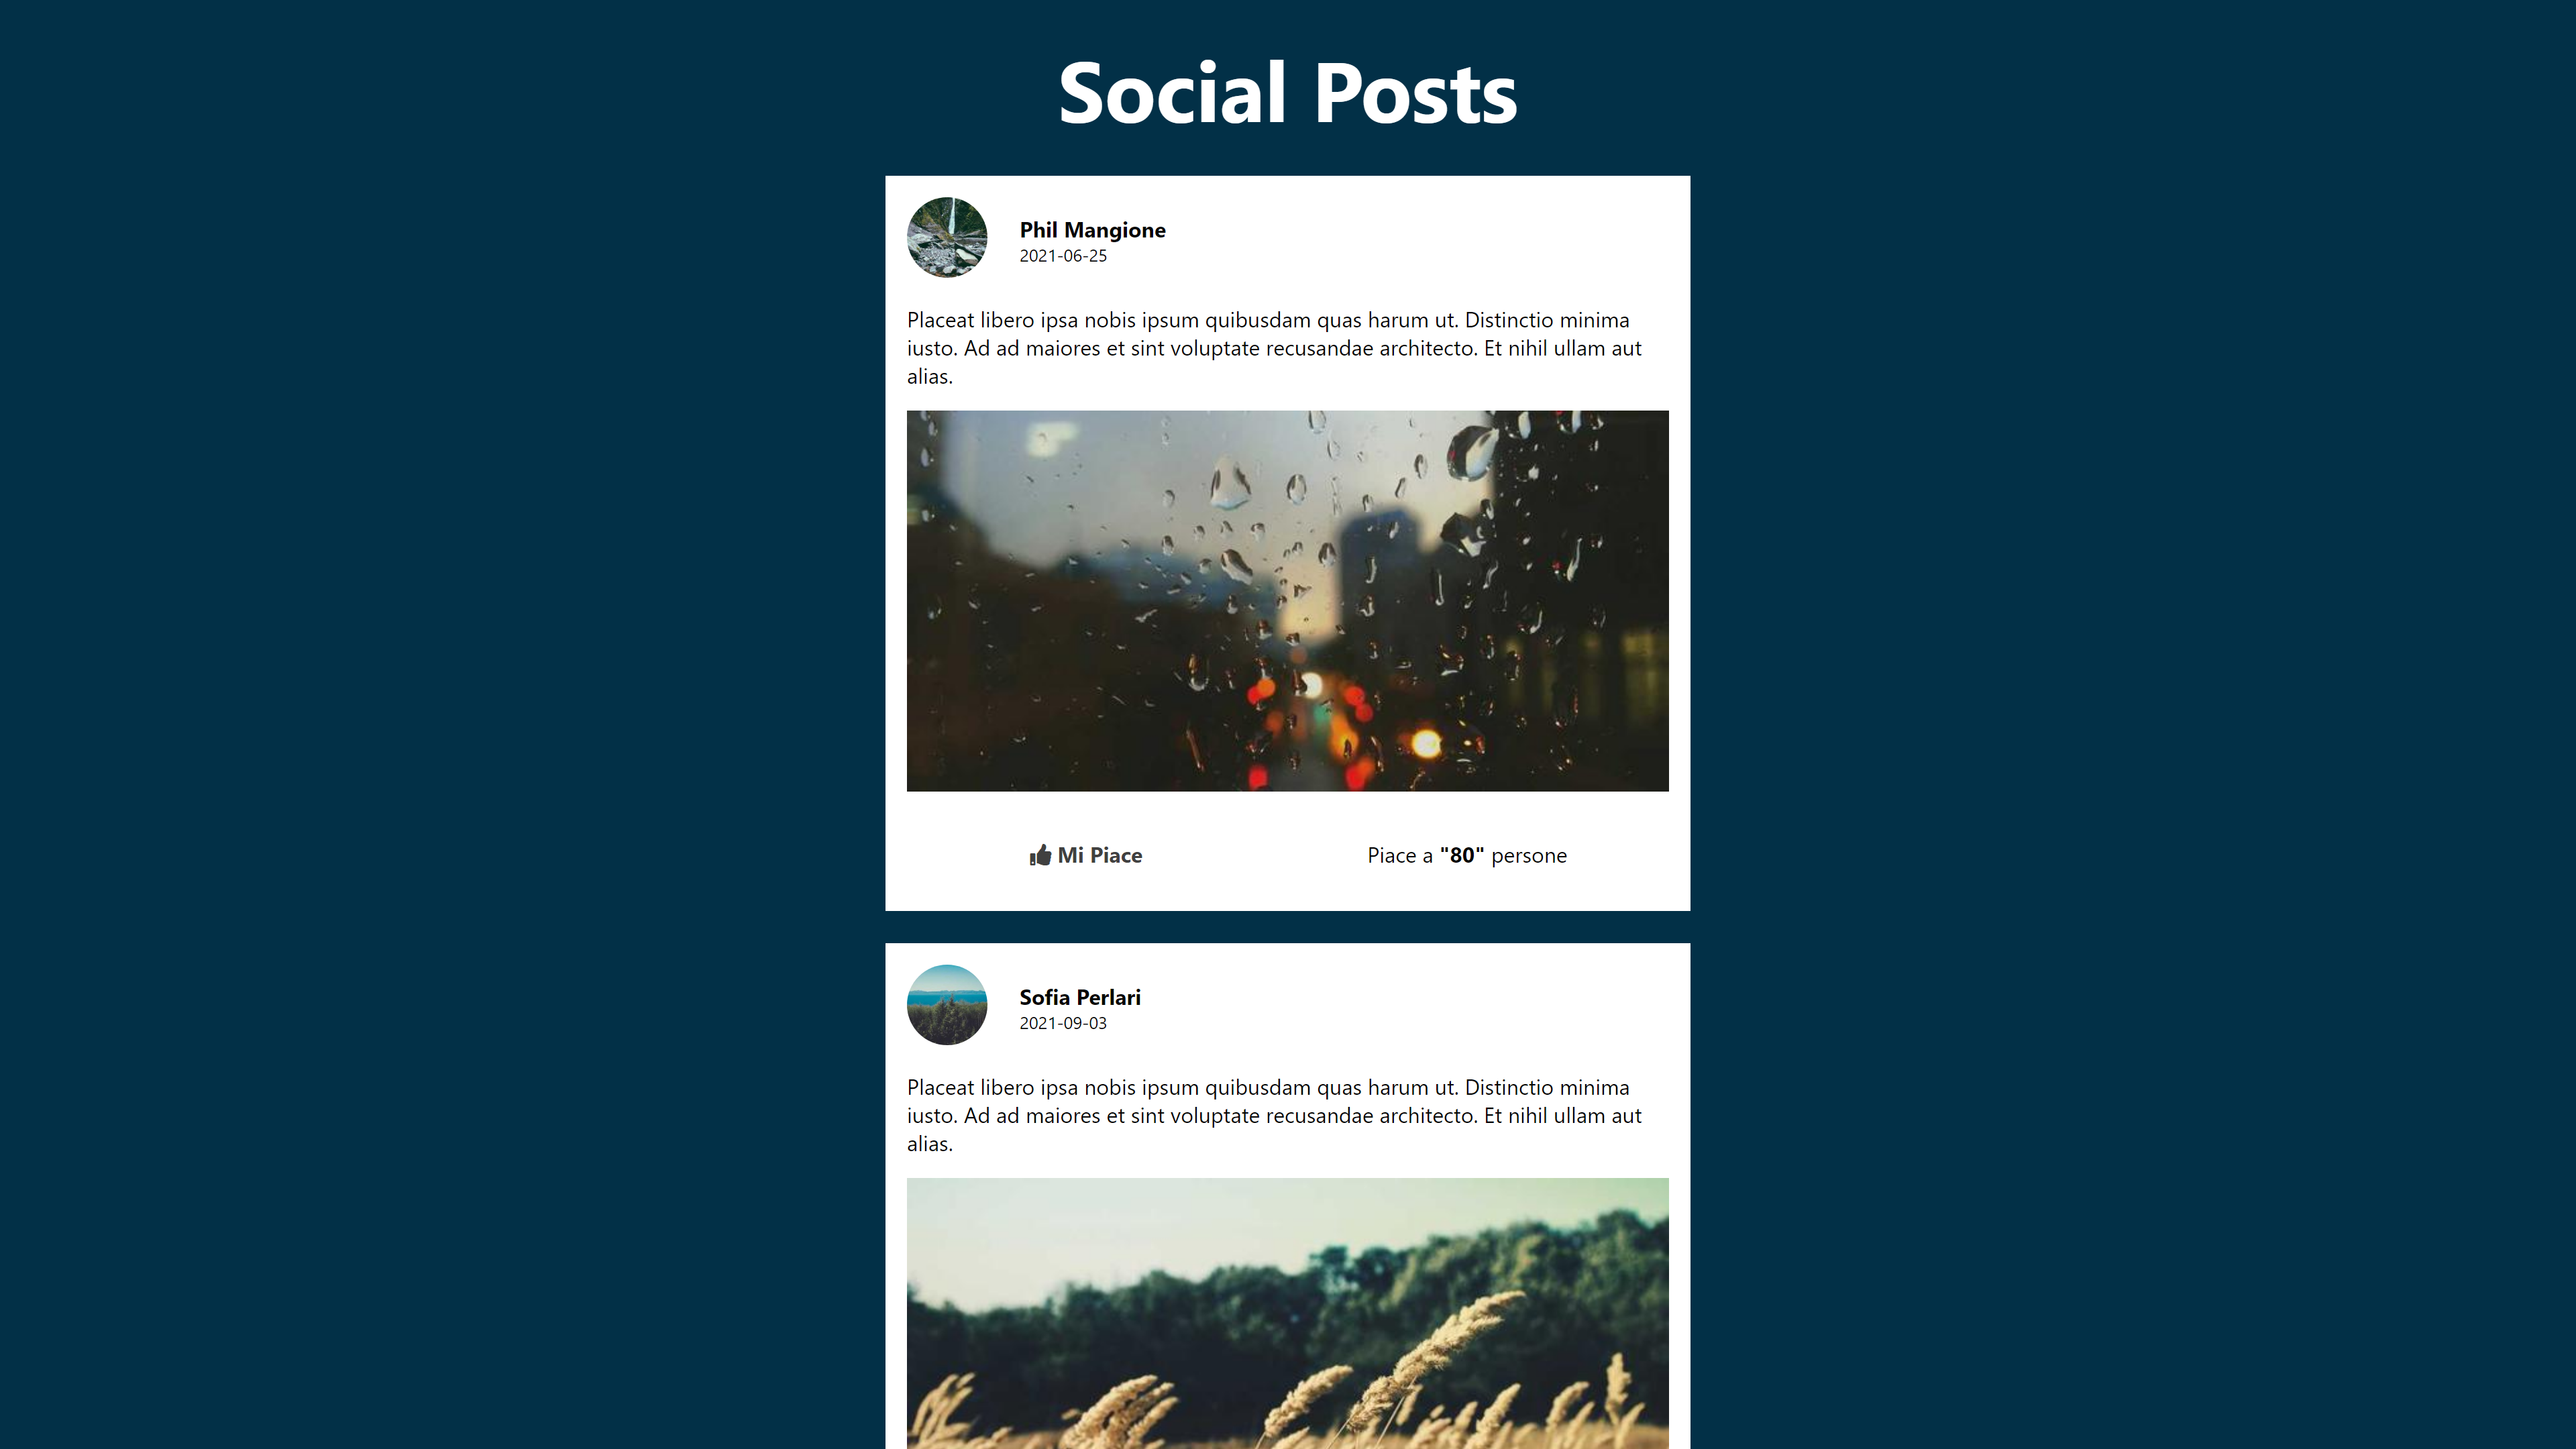 Social Posts
Phil Mangione
2021-06-25
Placeat libero ipsa nobis ipsum quibusdam quas harum ut. Distinctio minima
iusto. Ad ad maiores et sint voluptate recusandae architecto. Et nihil ullam aut
alias.
Mi Piace
Piace a "80" persone
Sofia Perlari
2021-09-03
Placeat libero ipsa nobis ipsum quibusdam quas harum ut. Distinctio minima
iusto. Ad ad maiores et sint voluptate recusandae architecto. Et nihil ullam aut
alias.